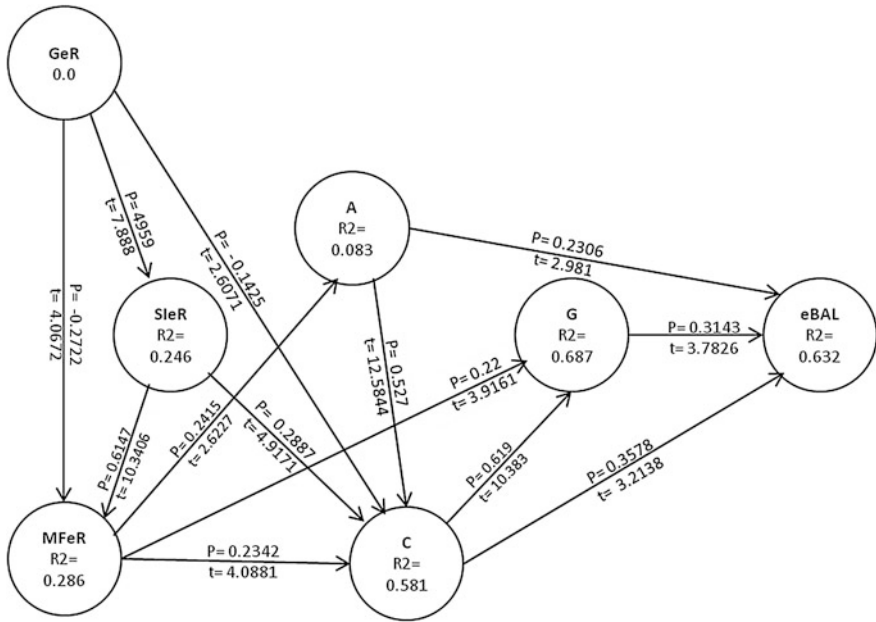 GeR
0.0
P= 4959
t= 7.888
P= -0.1425
t= 2.6071
P= -0.2722
t= 4.0672
A
R2=
0.083
P= 0.2306
t= 2.981
SIeR
R2=
0.246
G
R2=
0.687
eBAL
R2=
0.632
P= 0.3143
t= 3.7826
P= 0.527
t= 12.5844
P= 0.22
t= 3.9161
P= 0.2415
t= 2.6227
P= 0.2887
t= 4.9171
P= 0.6147
t= 10.3406
P= 0.619
t= 10.383
P= 0.3578
t= 3.2138
MFeR
R2=
0.286
P= 0.2342
t= 4.0881
C
R2=
0.581